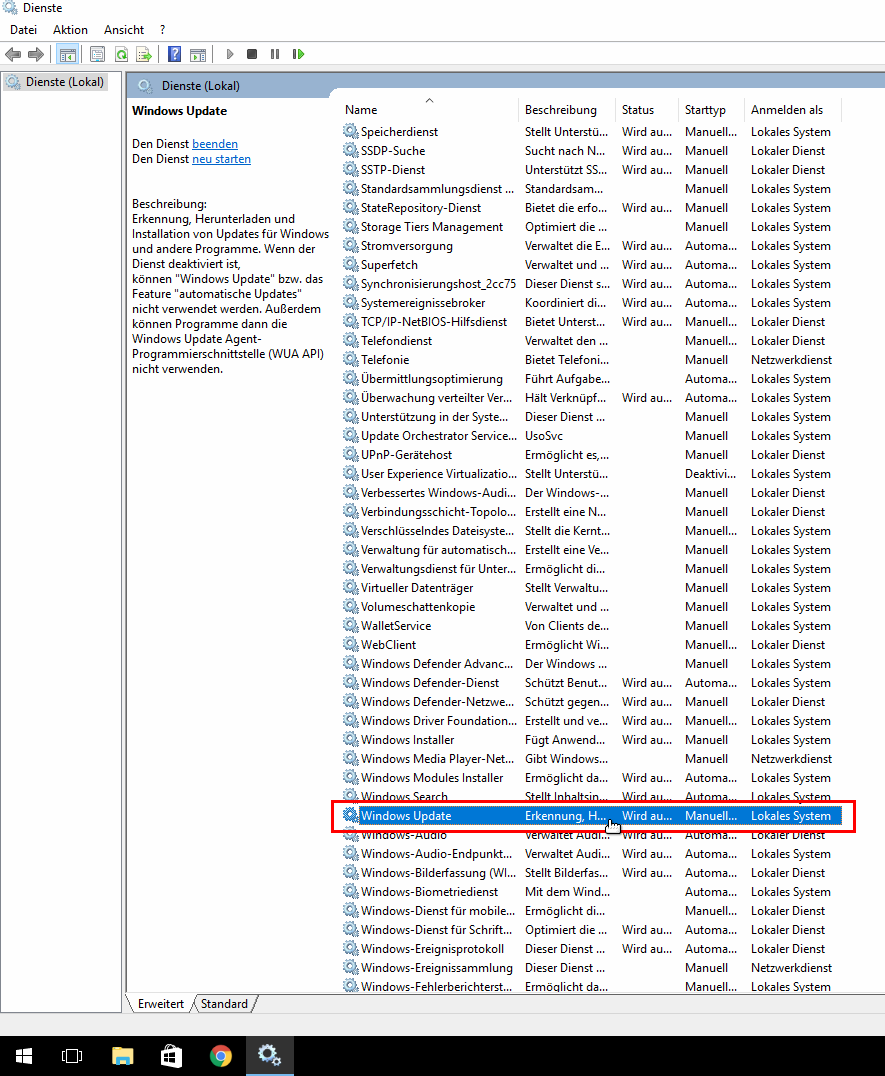 Dienste
Datei Aktion Ansicht ?
Dienste (Lokal)
Dienste (Lokal)
Windows Update
Den Dienst beenden
Den Dienst neu starten
Beschreibung:
Erkennung, Herunterladen und
Installation von Updates für Windows
und andere Programme. Wenn der
Dienst deaktiviert ist,
können "Windows Update" bzw. das
Feature "automatische Updates"
nicht verwendet werden. Außerdem
können Programme dann die
Windows Update Agent-
Programmierschnittstelle (WUA API)
nicht verwenden.
Name Beschreibung Status Starttyp Anmelden als
Speicherdienst Stellt Unterstü... Wird au... Manuell... Lokales System
SSDP-Suche Sucht nach N... Wird au... Manuell Lokaler Dienst
SSTP-Dienst Unterstützt SS... Wird au... Manuell Lokaler Dienst
Standardsammlungsdienst ... Standardsam... Manuell Lokales System
StateRepository-Dienst Bietet die erfo... Wird au... Manuell Lokales System
Storage Tiers Management Optimiert die ... Manuell Lokales System
Stromversorgung Verwaltet die E... Wird au... Automa... Lokales System
Superfetch Verwaltet und ... Wird au... Automa... Lokales System
Synchronisierungshost_2cc75 Dieser Dienst s... Wird au... Automa... Lokales System
Systemereignissebroker Koordiniert di... Wird au... Automa... Lokales System
TCP/IP-NetBIOS-Hilfsdienst Bietet Unterst... Wird au... Manuell... Lokaler Dienst
Telefondienst Verwaltet den ... Manuell... Lokaler Dienst
Telefonie Bietet Telefoni... Manuell Netzwerkdienst
Übermittlungsoptimierung Führt Aufgabe... Automa... Lokales System
Überwachung verteilter Ver... Hält Verknüpf... Wird au... Automa... Lokales System
Unterstützung in der Syste... Dieser Dienst ... Manuell Lokales System
Update Orchestrator Service... UsoSvc Manuell Lokales System
UPnP-Gerätehost Ermöglicht es,... Manuell Lokaler Dienst
User Experience Virtualizatio... Stellt Unterstü... Deaktivi... Lokales System
Verbessertes Windows-Audi... Der Windows-... Manuell Lokaler Dienst
Verbindungsschicht-Topolo... Erstellt eine N... Manuell Lokaler Dienst
Verschlüsselndes Dateisyste... Stellt die Kernt... Manuell... Lokales System
Verwaltung für automatisch... Erstellt eine Ve... Manuell Lokales System
Verwaltungsdienst für Unter... Ermöglicht di... Manuell Lokales System
Virtueller Datenträger Stellt Verwaltu... Manuell Lokales System
Volumeschattenkopie Verwaltet und ... Manuell Lokales System
WalletService Von Clients de... Manuell Lokales System
WebClient Ermöglicht Wi... Manuell... Lokaler Dienst
Windows Defender Advanc... Der Windows ... Manuell Lokales System
Windows Defender-Dienst Schützt Benut... Wird au... Automa... Lokales System
Windows Defender-Netzwe... Schützt gegen... Wird au... Manuell Lokaler Dienst
Windows Driver Foundation... Erstellt und ve... Wird au... Manuell... Lokales System
Windows Installer Fügt Anwend... Wird au... Manuell Lokales System
Windows Media Player-Net... Gibt Windows... Manuell Netzwerkdienst
Windows Modules Installer Ermöglicht da... Wird au... Automa... Lokales System
Windows Search Stellt Inhaltsin... Wird au... Automa... Lokales System
Windows Update Erkennung, H... Wird au... Manuell... Lokales System
Windows-Audio Verwaltet Audi... Wird au... Automa... Lokaler Dienst
Windows-Audio-Endpunkt... Verwaltet Audi... Wird au... Automa... Lokales System
Windows-Bilderfassung (WI... Stellt Bilderfas... Wird au... Automa... Lokaler Dienst
Windows-Biometriedienst Mit dem Wind... Automa... Lokales System
Windows-Dienst für mobile... Ermöglicht di... Manuell... Lokaler Dienst
Windows-Dienst für Schrift... Optimiert die ... Wird au... Automa... Lokaler Dienst
Windows-Ereignisprotokoll Dieser Dienst ... Wird au... Automa... Lokaler Dienst
Windows-Ereignissammlung Dieser Dienst ... Manuell Netzwerkdienst
Windows-Fehlerberichterst... Ermöglicht da... Manuell... Lokales System
Erweitert Standard